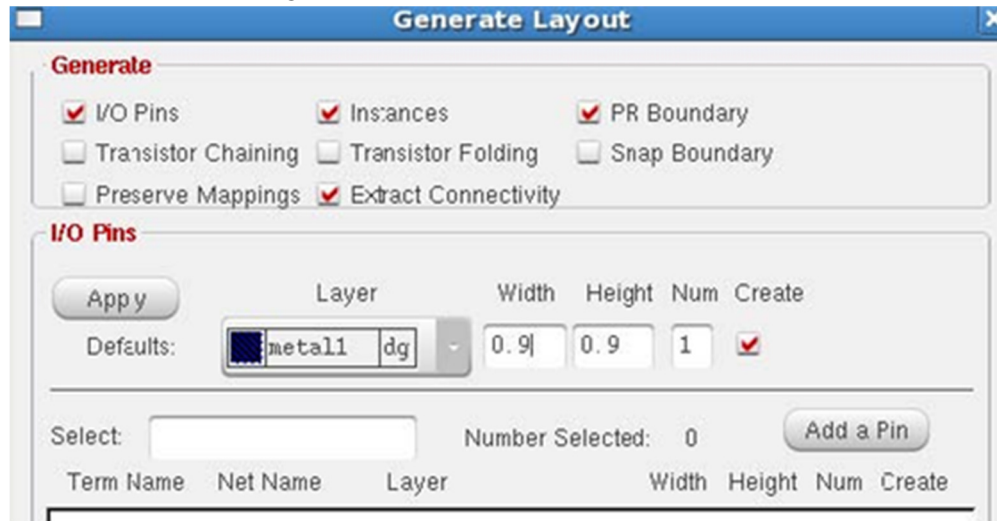 Generate Layout
Generate
I/O Pins Instances PR Boundary
Transistor Chaining Transistor Folding Snap Boundary
Preserve Mappings Extract Connectivity
I/O Pins
Layer Width Height Num Create
Apply
Defaults: metal1 dg 0.9 0.9 1
Select: Number Selected: 0 Add a Pin
Term Name Net Name Layer Width Height Num Create